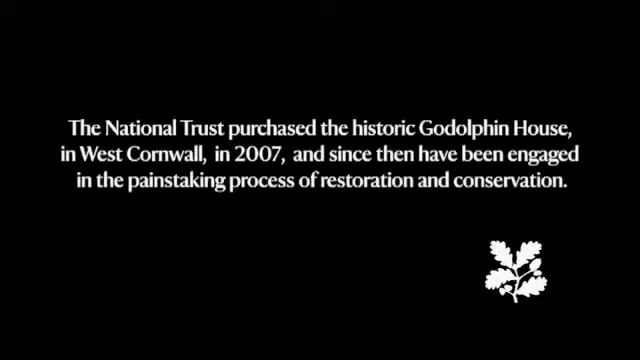 The National Trust purchased the historic Godolphin House,
in West Cornwall, in 2007, and since then have been engaged
in the painstaking process of restoration and conservation.